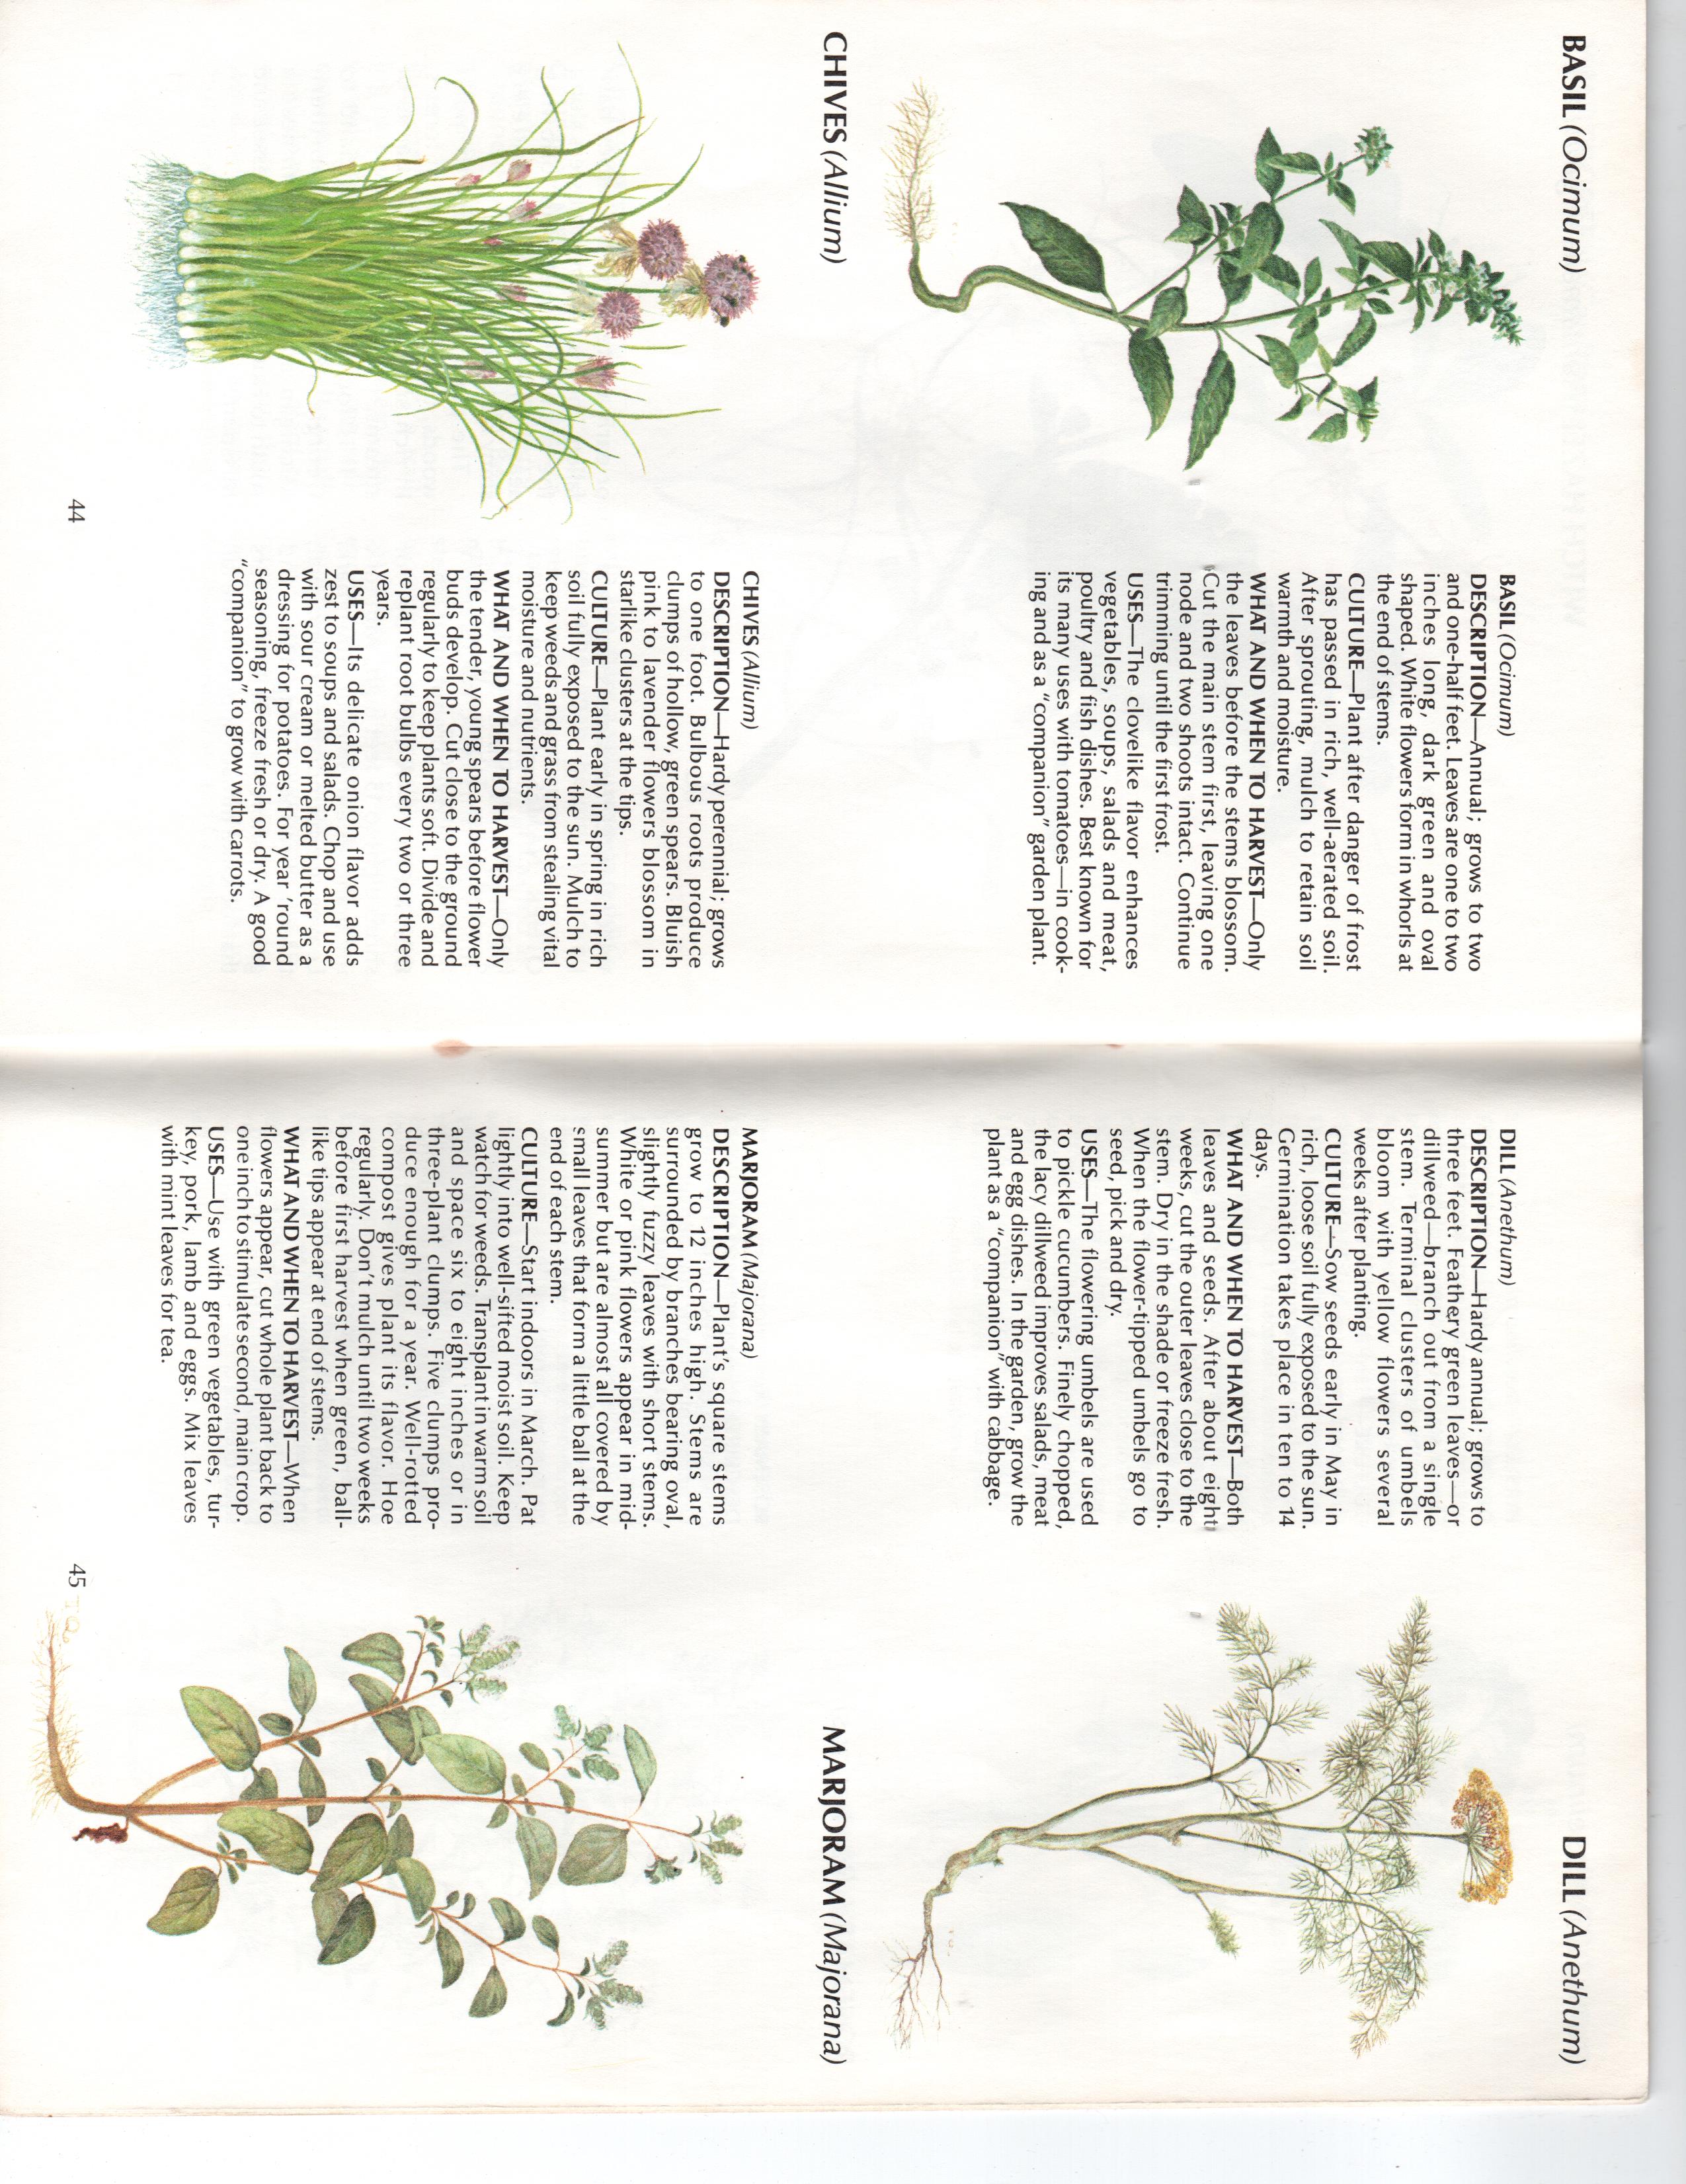 BASIL (Ocimum)
BASIL (Ocimum)
DESCRIPTION—Annual; grows to two
and one-half feet. Leaves are one to two
inches long, dark green and oval
shaped. White flowers form in whorls at
the end of stems.
CULTURE—Plant after danger of frost
has passed in rich, well-aerated soil.
After sprouting, mulch to retain soil
warmth and moisture.
WHAT AND WHEN TO HARVEST—Only
the leaves before the stems blossom.
Cut the main stem first, leaving one
node and two shoots intact. Continue
trimming until the first frost.
USES—The clovelike flavor enhances
vegetables, soups, salads and meat,
poultry and fish dishes. Best known for
its many uses with tomatoes—in cook-
ing and as a “companion” garden plant.
CHIVES (Allium)
CHIVES (Allium)
DESCRIPTION—Hardy perennial; grows
to one foot. Bulbous roots produce
clumps of hollow, green spears. Bluish
pink to lavender flowers blossom in
starlike clusters at the tips.
CULTURE—Plant early in spring in rich
soil fully exposed to the sun. Mulch to
keep weeds and grass from stealing vital
moisture and nutrients.
WHAT AND WHEN TO HARVEST—Only
the tender, young spears before flower
buds develop. Cut close to the ground
regularly to keep plants soft. Divide and
replant root bulbs every two or three
years.
USES—Its delicate onion flavor adds
zest to soups and salads. Chop and use
with sour cream or melted butter as a
dressing for potatoes. For year ’round
seasoning, freeze fresh or dry. A good
“companion” to grow with carrots.
44
DILL (Anethum)
DILL (Anethum)
DESCRIPTION—Hardy annual; grows to
three feet. Feathery green leaves—or
dillweed—branch out from a single
stem. Terminal clusters of umbels
bloom with yellow flowers several
weeks after planting.
CULTURE—Sow seeds early in May in
rich, loose soil fully exposed to the sun.
Germination takes place in ten to 14
days.
WHAT AND WHEN TO HARVEST—Both
leaves and seeds. After about eight
weeks, cut the outer leaves close to the
stem. Dry in the shade or freeze fresh.
When the flower-tipped umbels go to
seed, pick and dry.
USES—The flowering umbels are used
to pickle cucumbers. Finely chopped,
the lacy dillweed improves salads, meat
and egg dishes. In the garden, grow the
plant as a “companion” with cabbage.
MARJORAM (Majorana)
MARJORAM (Majorana)
DESCRIPTION—Plant’s square stems
grow to 12 inches high. Stems are
surrounded by branches bearing oval,
slightly fuzzy leaves with short stems.
White or pink flowers appear in mid-
summer but are almost all covered by
small leaves that form a little ball at the
end of each stem.
CULTURE—Start indoors in March. Pat
lightly into well-sifted moist soil. Keep
watch for weeds. Transplant in warm soil
and space six to eight inches or in
three-plant clumps. Five clumps pro-
duce enough for a year. Well-rotted
compost gives plant its flavor. Hoe
regularly. Don’t mulch until two weeks
before first harvest when green, ball-
like tips appear at end of stems.
WHAT AND WHEN TO HARVEST—When
flowers appear, cut whole plant back to
one inch to stimulate second, main crop.
USES—Use with green vegetables, tur-
key, pork, lamb and eggs. Mix leaves
with mint leaves for tea.
45